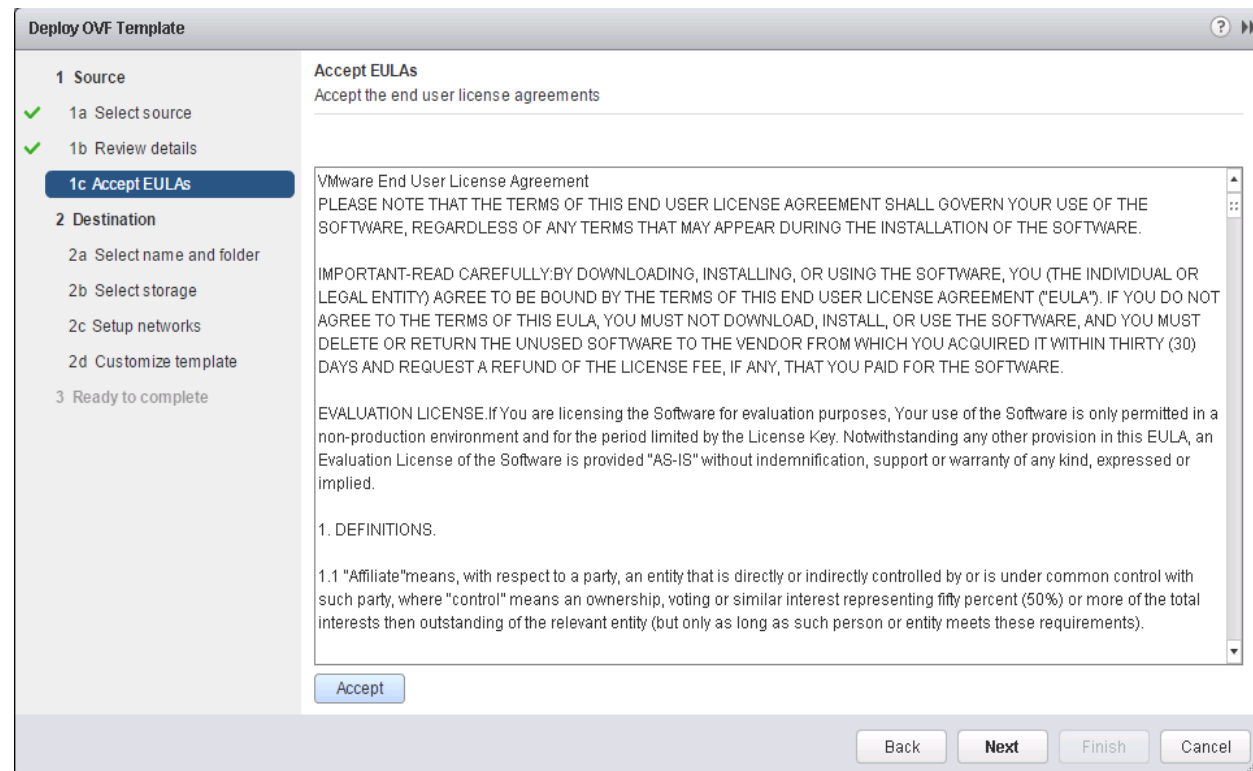 Deploy OVF Template
1 Source
1a Select source
1b Review details
1c Accept EULAs
2 Destination
2a Select name and folder
2b Select storage
2c Setup networks
2d Customize template
3 Ready to complete
Accept EULAs
Accept the end user license agreements
VMware End User License Agreement
PLEASE NOTE THAT THE TERMS OF THIS END USER LICENSE AGREEMENT SHALL GOVERN YOUR USE OF THE
SOFTWARE, REGARDLESS OF ANY TERMS THAT MAY APPEAR DURING THE INSTALLATION OF THE SOFTWARE.
IMPORTANT-READ CAREFULLY:BY DOWNLOADING, INSTALLING, OR USING THE SOFTWARE, YOU (THE INDIVIDUAL OR
LEGAL ENTITY) AGREE TO BE BOUND BY THE TERMS OF THIS END USER LICENSE AGREEMENT ("EULA"). IF YOU DO NOT
AGREE TO THE TERMS OF THIS EULA, YOU MUST NOT DOWNLOAD, INSTALL, OR USE THE SOFTWARE, AND YOU MUST
DELETE OR RETURN THE UNUSED SOFTWARE TO THE VENDOR FROM WHICH YOU ACQUIRED IT WITHIN THIRTY (30)
DAYS AND REQUEST A REFUND OF THE LICENSE FEE, IF ANY, THAT YOU PAID FOR THE SOFTWARE.
EVALUATION LICENSE.If You are licensing the Software for evaluation purposes, Your use of the Software is only permitted in a
non-production environment and for the period limited by the License Key. Notwithstanding any other provision in this EULA, an
Evaluation License of the Software is provided "AS-IS" without indemnification, support or warranty of any kind, expressed or
implied.
1. DEFINITIONS.
1.1 "Affiliate"means, with respect to a party, an entity that is directly or indirectly controlled by or is under common control with
such party, where "control" means an ownership, voting or similar interest representing fifty percent (50%) or more of the total
interests then outstanding of the relevant entity (but only as long as such person or entity meets these requirements).
Accept
Back
Next
Finish
Cancel